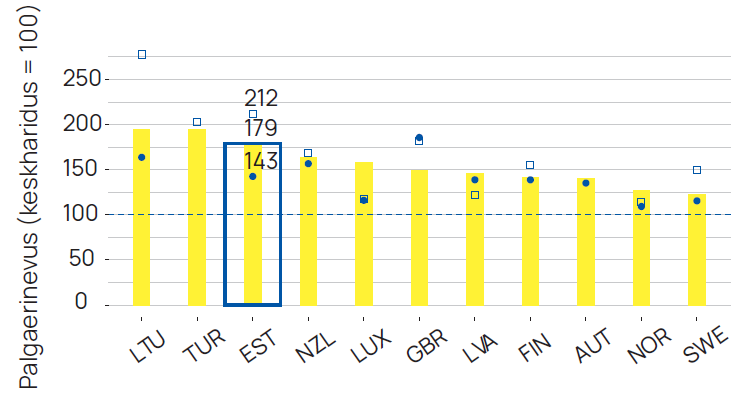 Palgaerinevus (keskharidus = 100)
250
200
150
100
50
0
212
179
143
LTU
TUR
EST
NZL
LUX
GBR
LVA
FIN
AUT
NOR
SWE